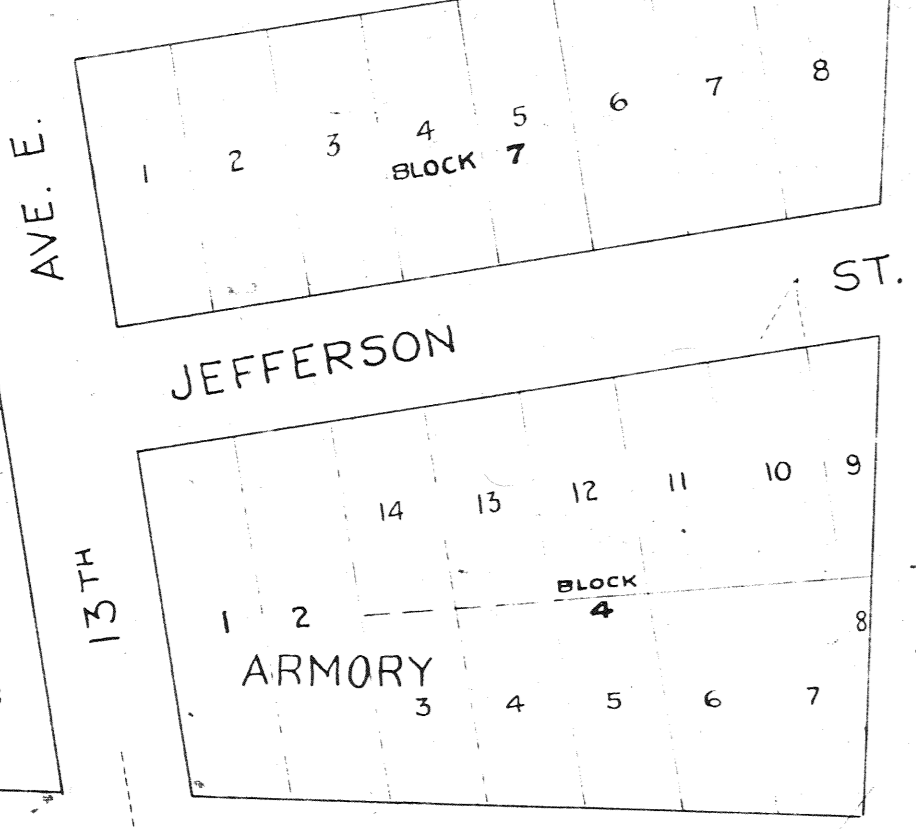 1 2 3 4 5 6 7 8
BLOCK 7
AVE. E.
ST.
JEFFERSON
14 13 12 11 10 9
13TH
BLOCK
4
1 2
8
ARMORY
3 4 5 6 7